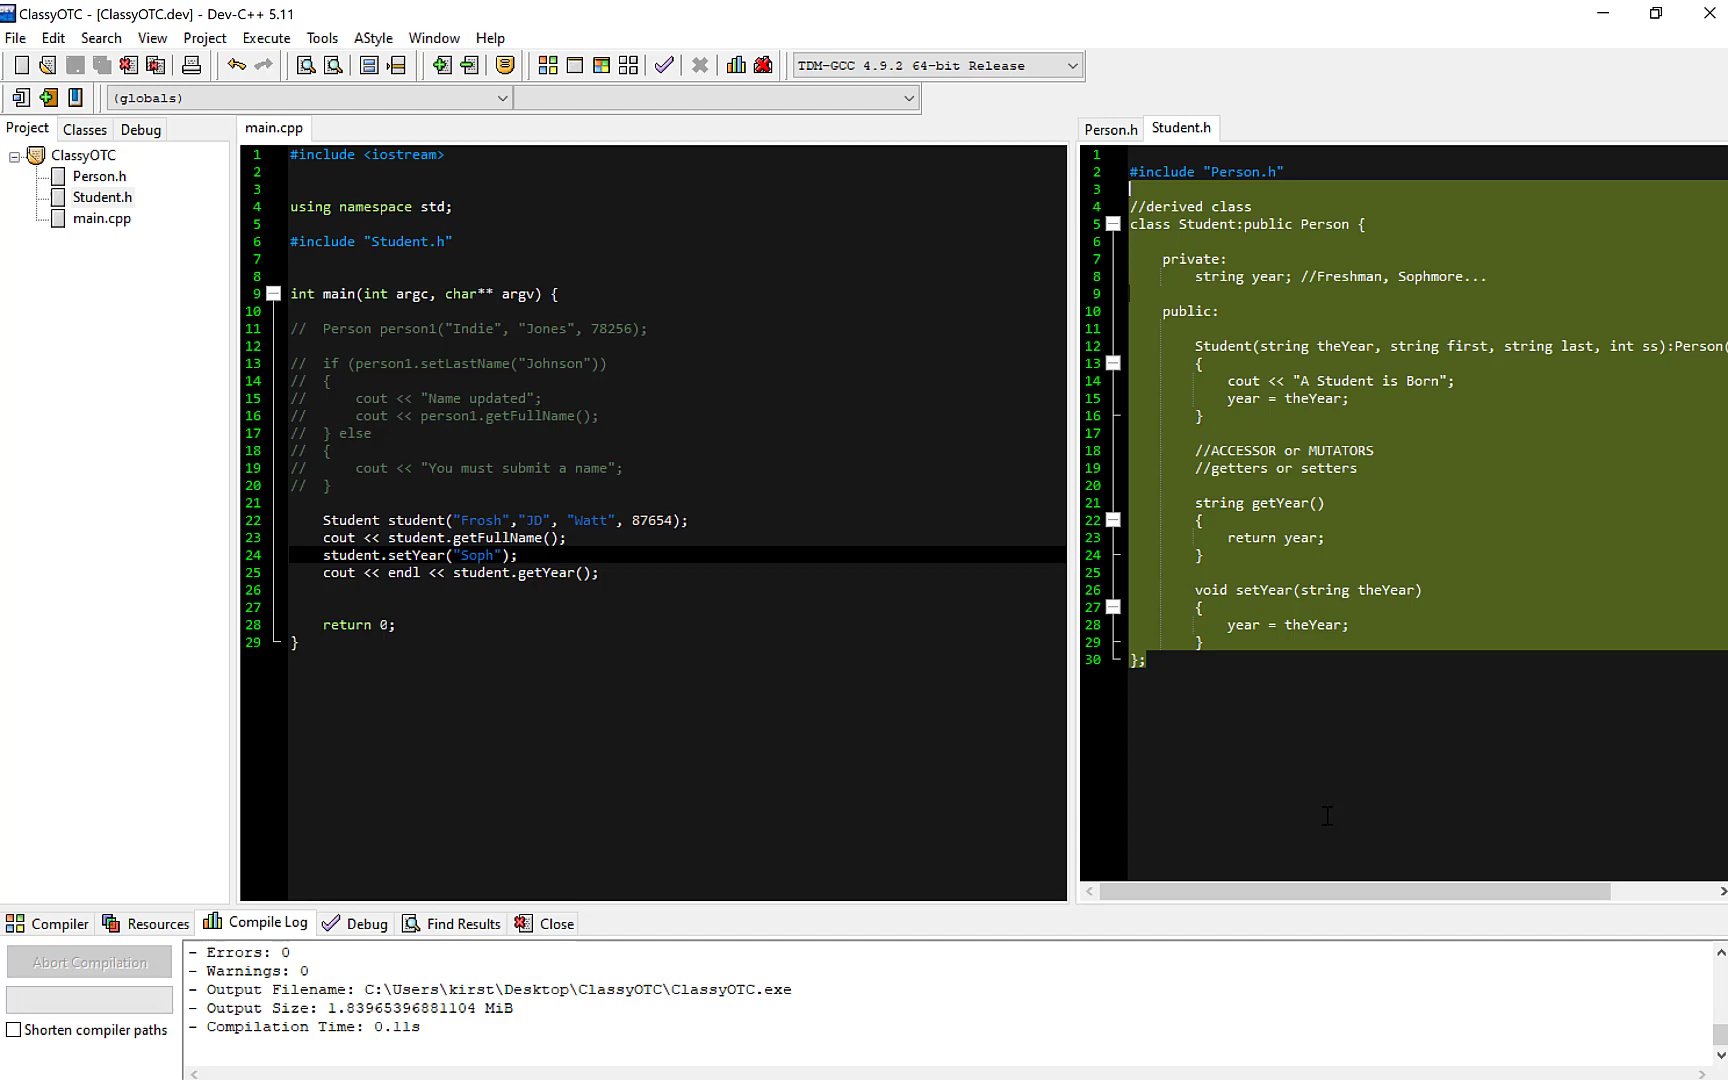 ClassyOTC - [ClassyOTC.dev] - Dev-C++ 5.11
File Edit Search View Project Execute Tools AStyle Window Help
TDM-GCC 4.9.2 64-bit Release
(globals)
Project Classes Debug
ClassyOTC
Person.h
Student.h
main.cpp
main.cpp
1 #include <iostream>
2
3
4 using namespace std;
5
6 #include "Student.h"
7
8
9 int main(int argc, char** argv) {
10
11 // Person person1("Indie", "Jones", 78256);
12
13 // if (person1.setLastName("Johnson"))
14 // {
15 // cout << "Name updated";
16 // cout << person1.getFullName();
17 // } else
18 // {
19 // cout << "You must submit a name";
20 // }
21
22 Student student("Frosh","JD", "Watt", 87654);
23 cout << student.getFullName();
24 student.setYear("Soph");
25 cout << endl << student.getYear();
26
27
28 return 0;
29 }
Person.h Student.h
1
2 #include "Person.h"
3
4 //derived class
5 class Student:public Person {
6
7 private:
8 string year; //Freshman, Sophmore...
9
10 public:
11
12 Student(string theYear, string first, string last, int ss):Person(
13 {
14 cout << "A Student is Born";
15 year = theYear;
16 }
17
18 //ACCESSOR or MUTATORS
19 //getters or setters
20
21 string getYear()
22 {
23 return year;
24 }
25
26 void setYear(string theYear)
27 {
28 year = theYear;
29 }
30 };
Compiler Resources Compile Log Debug Find Results Close
Abort Compilation
Shorten compiler paths
- Errors: 0
- Warnings: 0
- Output Filename: C:\Users\kirst\Desktop\ClassyOTC\ClassyOTC.exe
- Output Size: 1.83965396881104 MiB
- Compilation Time: 0.11s